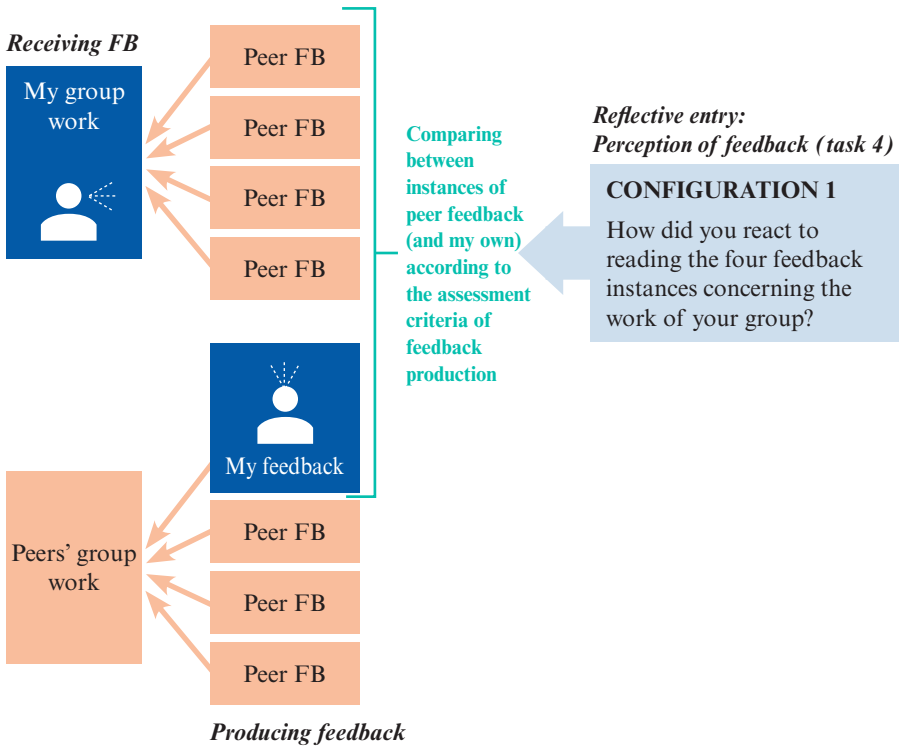 Receiving FB
My group
work
Peer FB
Peer FB
Peer FB
Peer FB
Comparing
between
instances of
peer feedback
(and my own)
according to
the assessment
criteria of
feedback
production
Reflective entry:
Perception of feedback (task 4)
CONFIGURATION 1
How did you react to
reading the four feedback
instances concerning the
work of your group?
My feedback
Peers’ group
work
Peer FB
Peer FB
Peer FB
Producing feedback